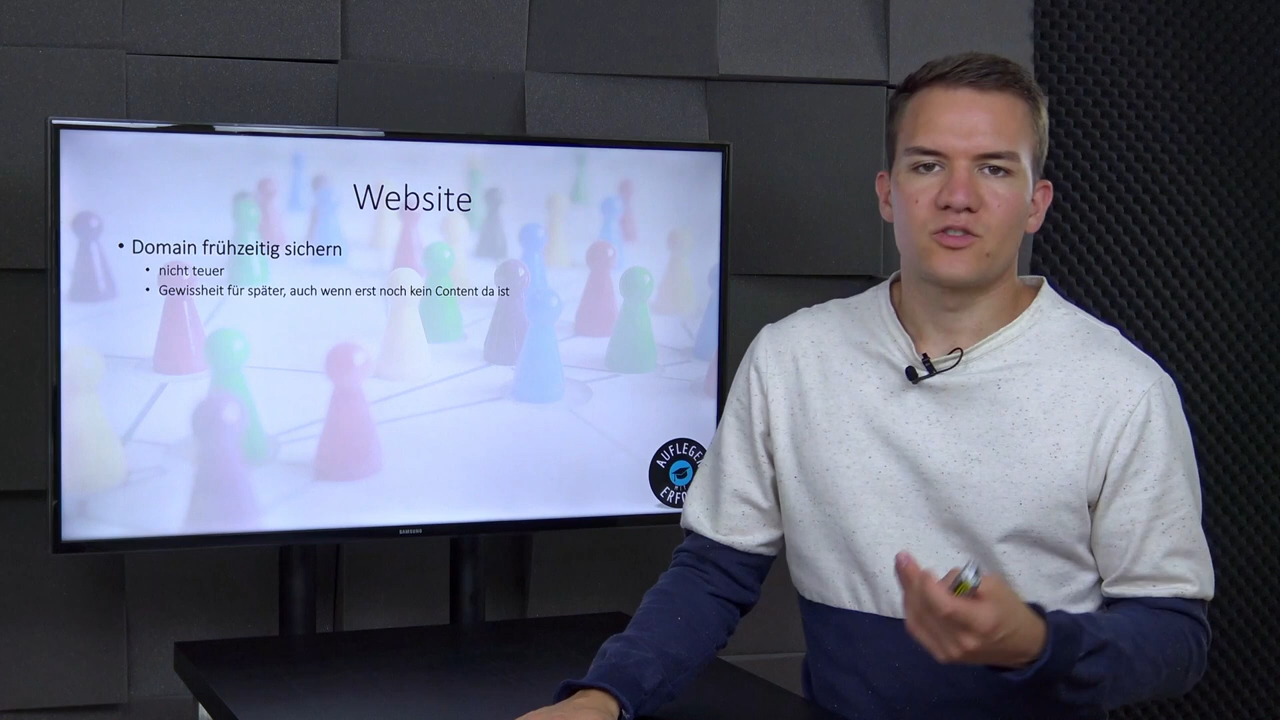 Website
• Domain frühzeitig sichern
• nicht teuer
• Gewissheit für später, auch wenn erst noch kein Content da ist
SAMSUNG